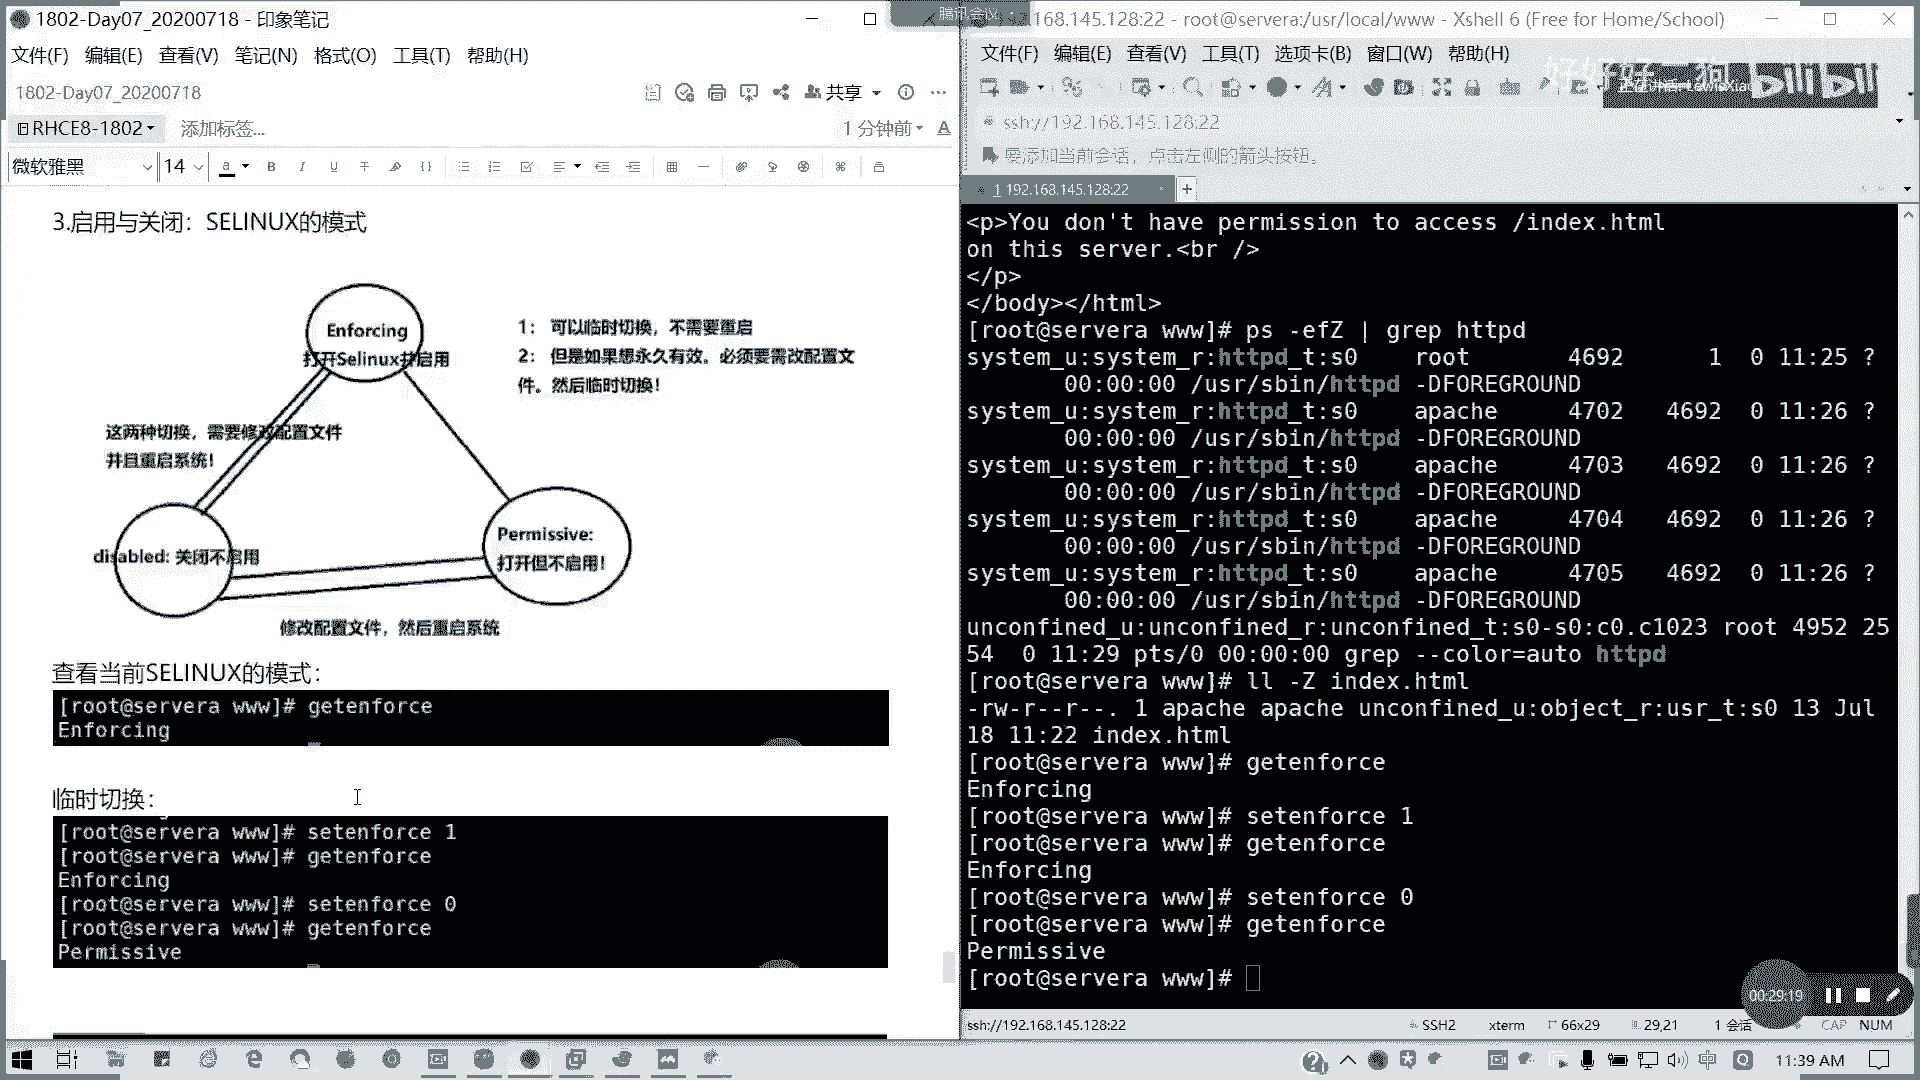 1802-Day07_20200718 - 印象笔记
文件(F) 编辑(E) 查看(V) 笔记(N) 格式(O) 工具(T) 帮助(H)
1802-Day07_20200718
共享
RHCE8-1802
添加标签...
1 分钟前
微软雅黑
14
3.启用与关闭：SELINUX的模式
Enforcing
打开Selinux并启用
1： 可以临时切换，不需要重启
2： 但是如果想永久有效。必须要需改配置文
件。然后临时切换！
这两种切换，需要修改配置文件
并且重启系统！
disabled: 关闭不启用
Permissive:
打开但不启用！
修改配置文件，然后重启系统
查看当前SELINUX的模式：
[root@servera www]# getenforce
Enforcing
临时切换：
[root@servera www]# setenforce 1
[root@servera www]# getenforce
Enforcing
[root@servera www]# setenforce 0
[root@servera www]# getenforce
Permissive
腾讯会议
168.145.128:22 - root@servera:/usr/local/www - Xshell 6 (Free for Home/School)
文件(F) 编辑(E) 查看(V) 工具(T) 选项卡(B) 窗口(W) 帮助(H)
bilibili
ssh://192.168.145.128:22
要添加当前会话，点击左侧的箭头按钮。
1 192.168.145.128:22
<p>You don't have permission to access /index.html
on this server.<br />
</p>
</body></html>
[root@servera www]# ps -efZ | grep httpd
system_u:system_r:httpd_t:s0 root 4692 1 0 11:25 ?
00:00:00 /usr/sbin/httpd -DFOREGROUND
system_u:system_r:httpd_t:s0 apache 4702 4692 0 11:26 ?
00:00:00 /usr/sbin/httpd -DFOREGROUND
system_u:system_r:httpd_t:s0 apache 4703 4692 0 11:26 ?
00:00:00 /usr/sbin/httpd -DFOREGROUND
system_u:system_r:httpd_t:s0 apache 4704 4692 0 11:26 ?
00:00:00 /usr/sbin/httpd -DFOREGROUND
system_u:system_r:httpd_t:s0 apache 4705 4692 0 11:26 ?
00:00:00 /usr/sbin/httpd -DFOREGROUND
unconfined_u:unconfined_r:unconfined_t:s0-s0:c0.c1023 root 4952 25
54 0 11:29 pts/0 00:00:00 grep --color=auto httpd
[root@servera www]# ll -Z index.html
-rw-r--r--. 1 apache apache unconfined_u:object_r:usr_t:s0 13 Jul
18 11:22 index.html
[root@servera www]# getenforce
Enforcing
[root@servera www]# setenforce 1
[root@servera www]# getenforce
Enforcing
[root@servera www]# setenforce 0
[root@servera www]# getenforce
Permissive
[root@servera www]#
00:29:19
ssh://192.168.145.128:22 SSH2 xterm 66x29 29,21 1 会话 CAP NUM
中
11:39 AM